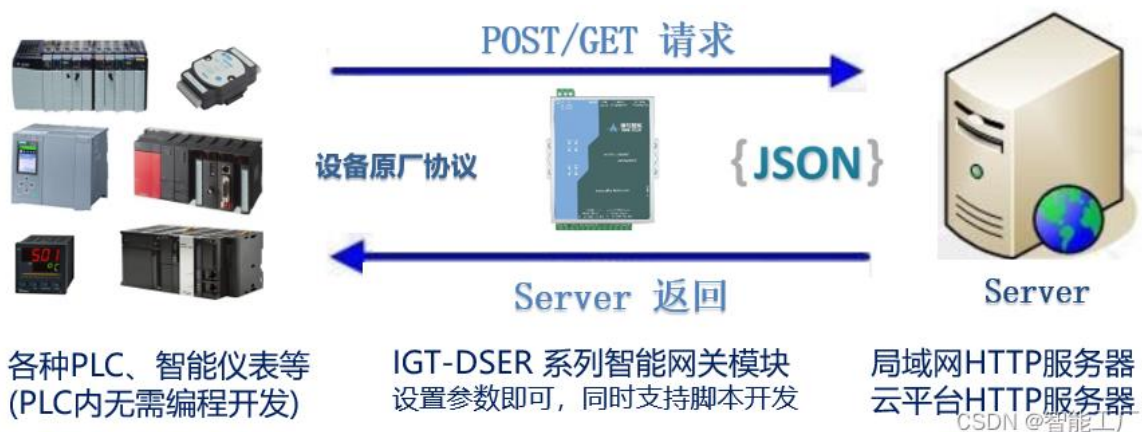 POST/GET 请求
设备原厂协议
{JSON}
501
°C
Server 返回
Server
各种PLC、智能仪表等
(PLC内无需编程开发)
IGT-DSER 系列智能网关模块
设置参数即可，同时支持脚本开发
局域网HTTP服务器
云平台HTTP服务器
CSDN @智能工厂